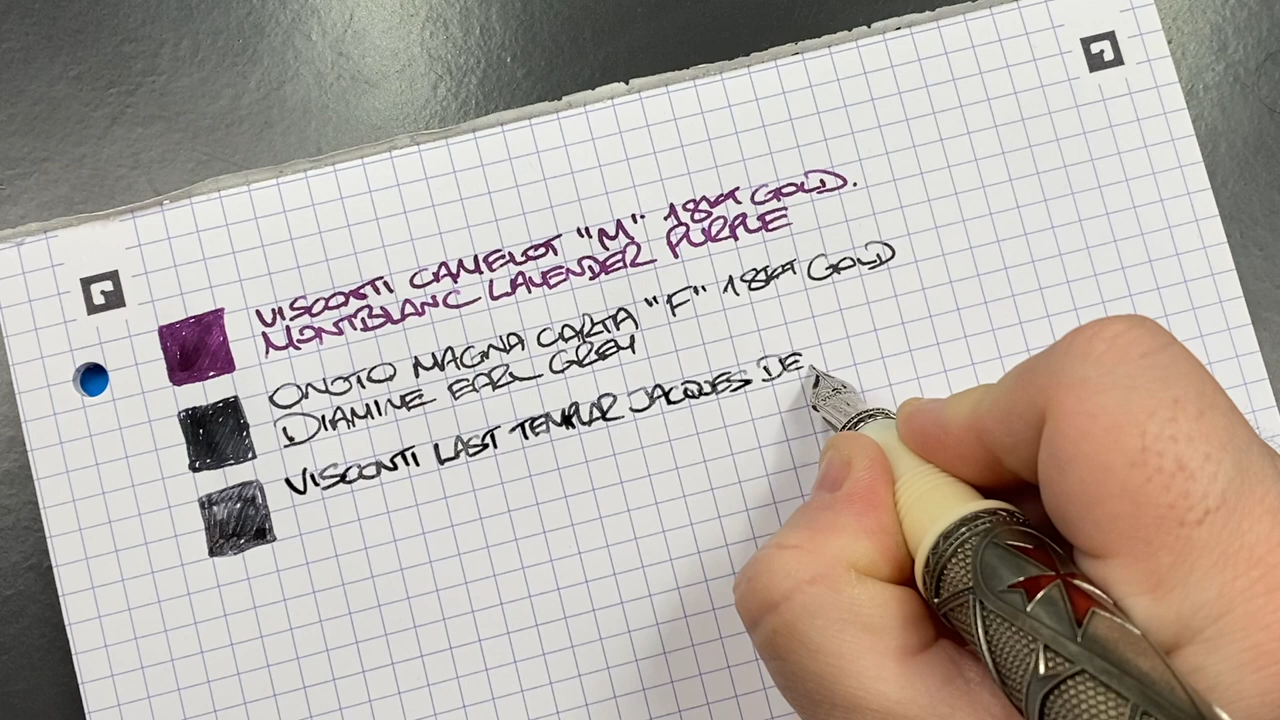 VISCONTI CAMELOT "M" 18kt GOLD.
MONTBLANC LAVENDER PURPLE
ONOTO MAGNA CARTA "F" 18kt GOLD
DIAMINE EARL GREY
VISCONTI LAST TEMPLAR JACQUES DE